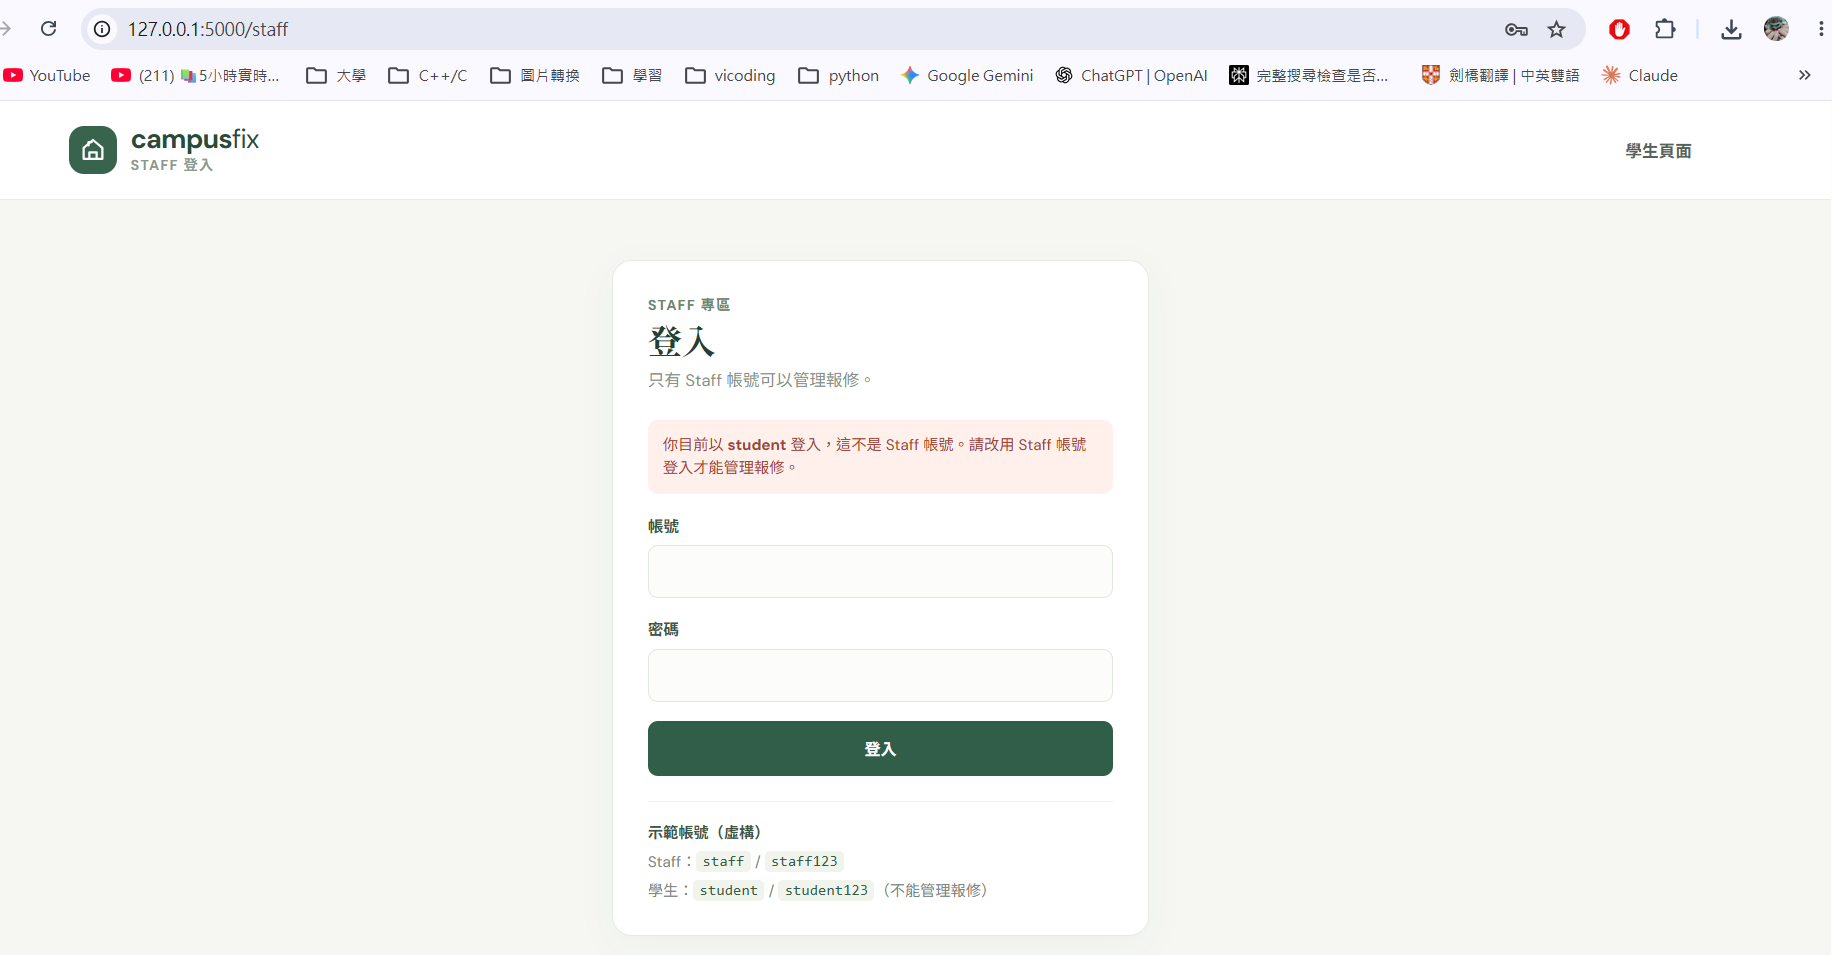 127.0.0.1:5000/staff
YouTube
(211) 5小時實時...
大學
C++/C
圖片轉換
學習
vicoding
python
Google Gemini
ChatGPT | OpenAI
完整搜尋檢查是否...
劍橋翻譯 | 中英雙語
Claude
»
campusfix
STAFF 登入
學生頁面
STAFF 專區
登入
只有 Staff 帳號可以管理報修。
你目前以 student 登入，這不是 Staff 帳號。請改用 Staff 帳號
登入才能管理報修。
帳號
密碼
登入
示範帳號（虛構）
Staff：staff / staff123
學生：student / student123（不能管理報修）